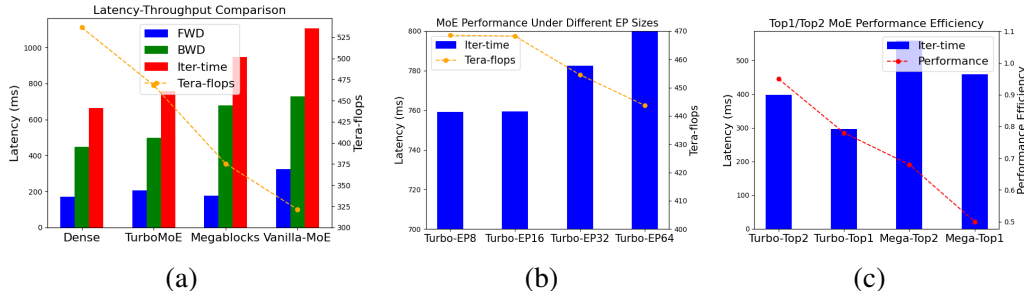 Latency-Throughput Comparison
Latency (ms)
1000
800
600
400
200
0
FWD
BWD
Iter-time
Tera-flops
525
500
475
450
425
400
375
350
325
300
Tera-flops
Dense TurboMoE Megablocks Vanilla-MoE
(a)
MoE Performance Under Different EP Sizes
Latency (ms)
800
780
760
740
720
700
Iter-time
Tera-flops
470
460
450
440
430
420
410
400
Tera-flops
Turbo-EP8 Turbo-EP16 Turbo-EP32 Turbo-EP64
(b)
Top1/Top2 MoE Performance Efficiency
Latency (ms)
500
400
300
200
100
0
Iter-time
Performance
1.1
1.0
0.9
0.8
0.7
0.6
0.5
Performance Efficiency
Turbo-Top2 Turbo-Top1 Mega-Top2 Mega-Top1
(c)